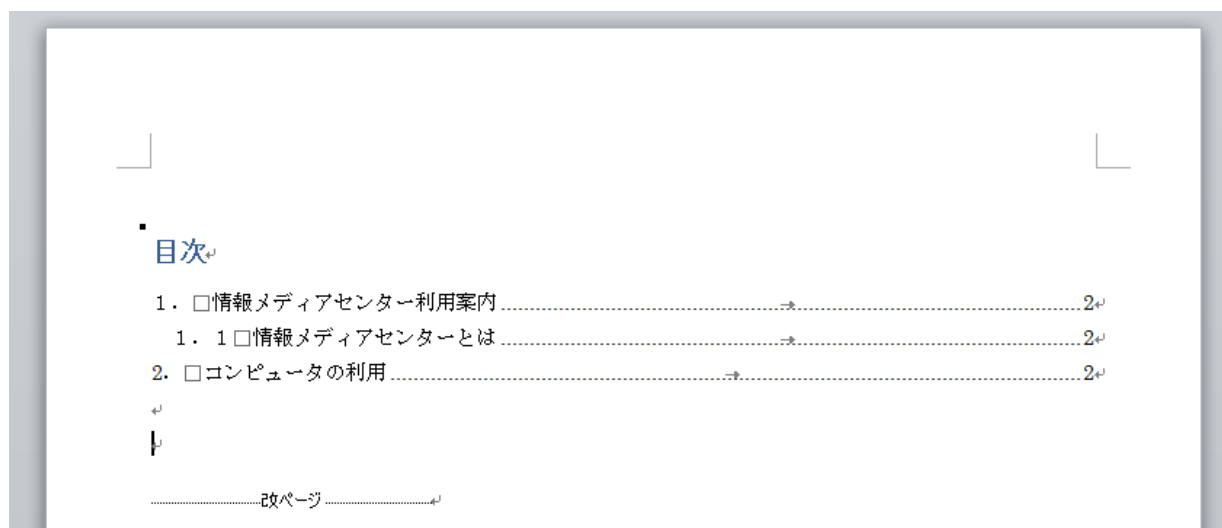 目次
1. □情報メディアセンター利用案内 2
1. 1□情報メディアセンターとは 2
2. □コンピュータの利用 2
改ページ